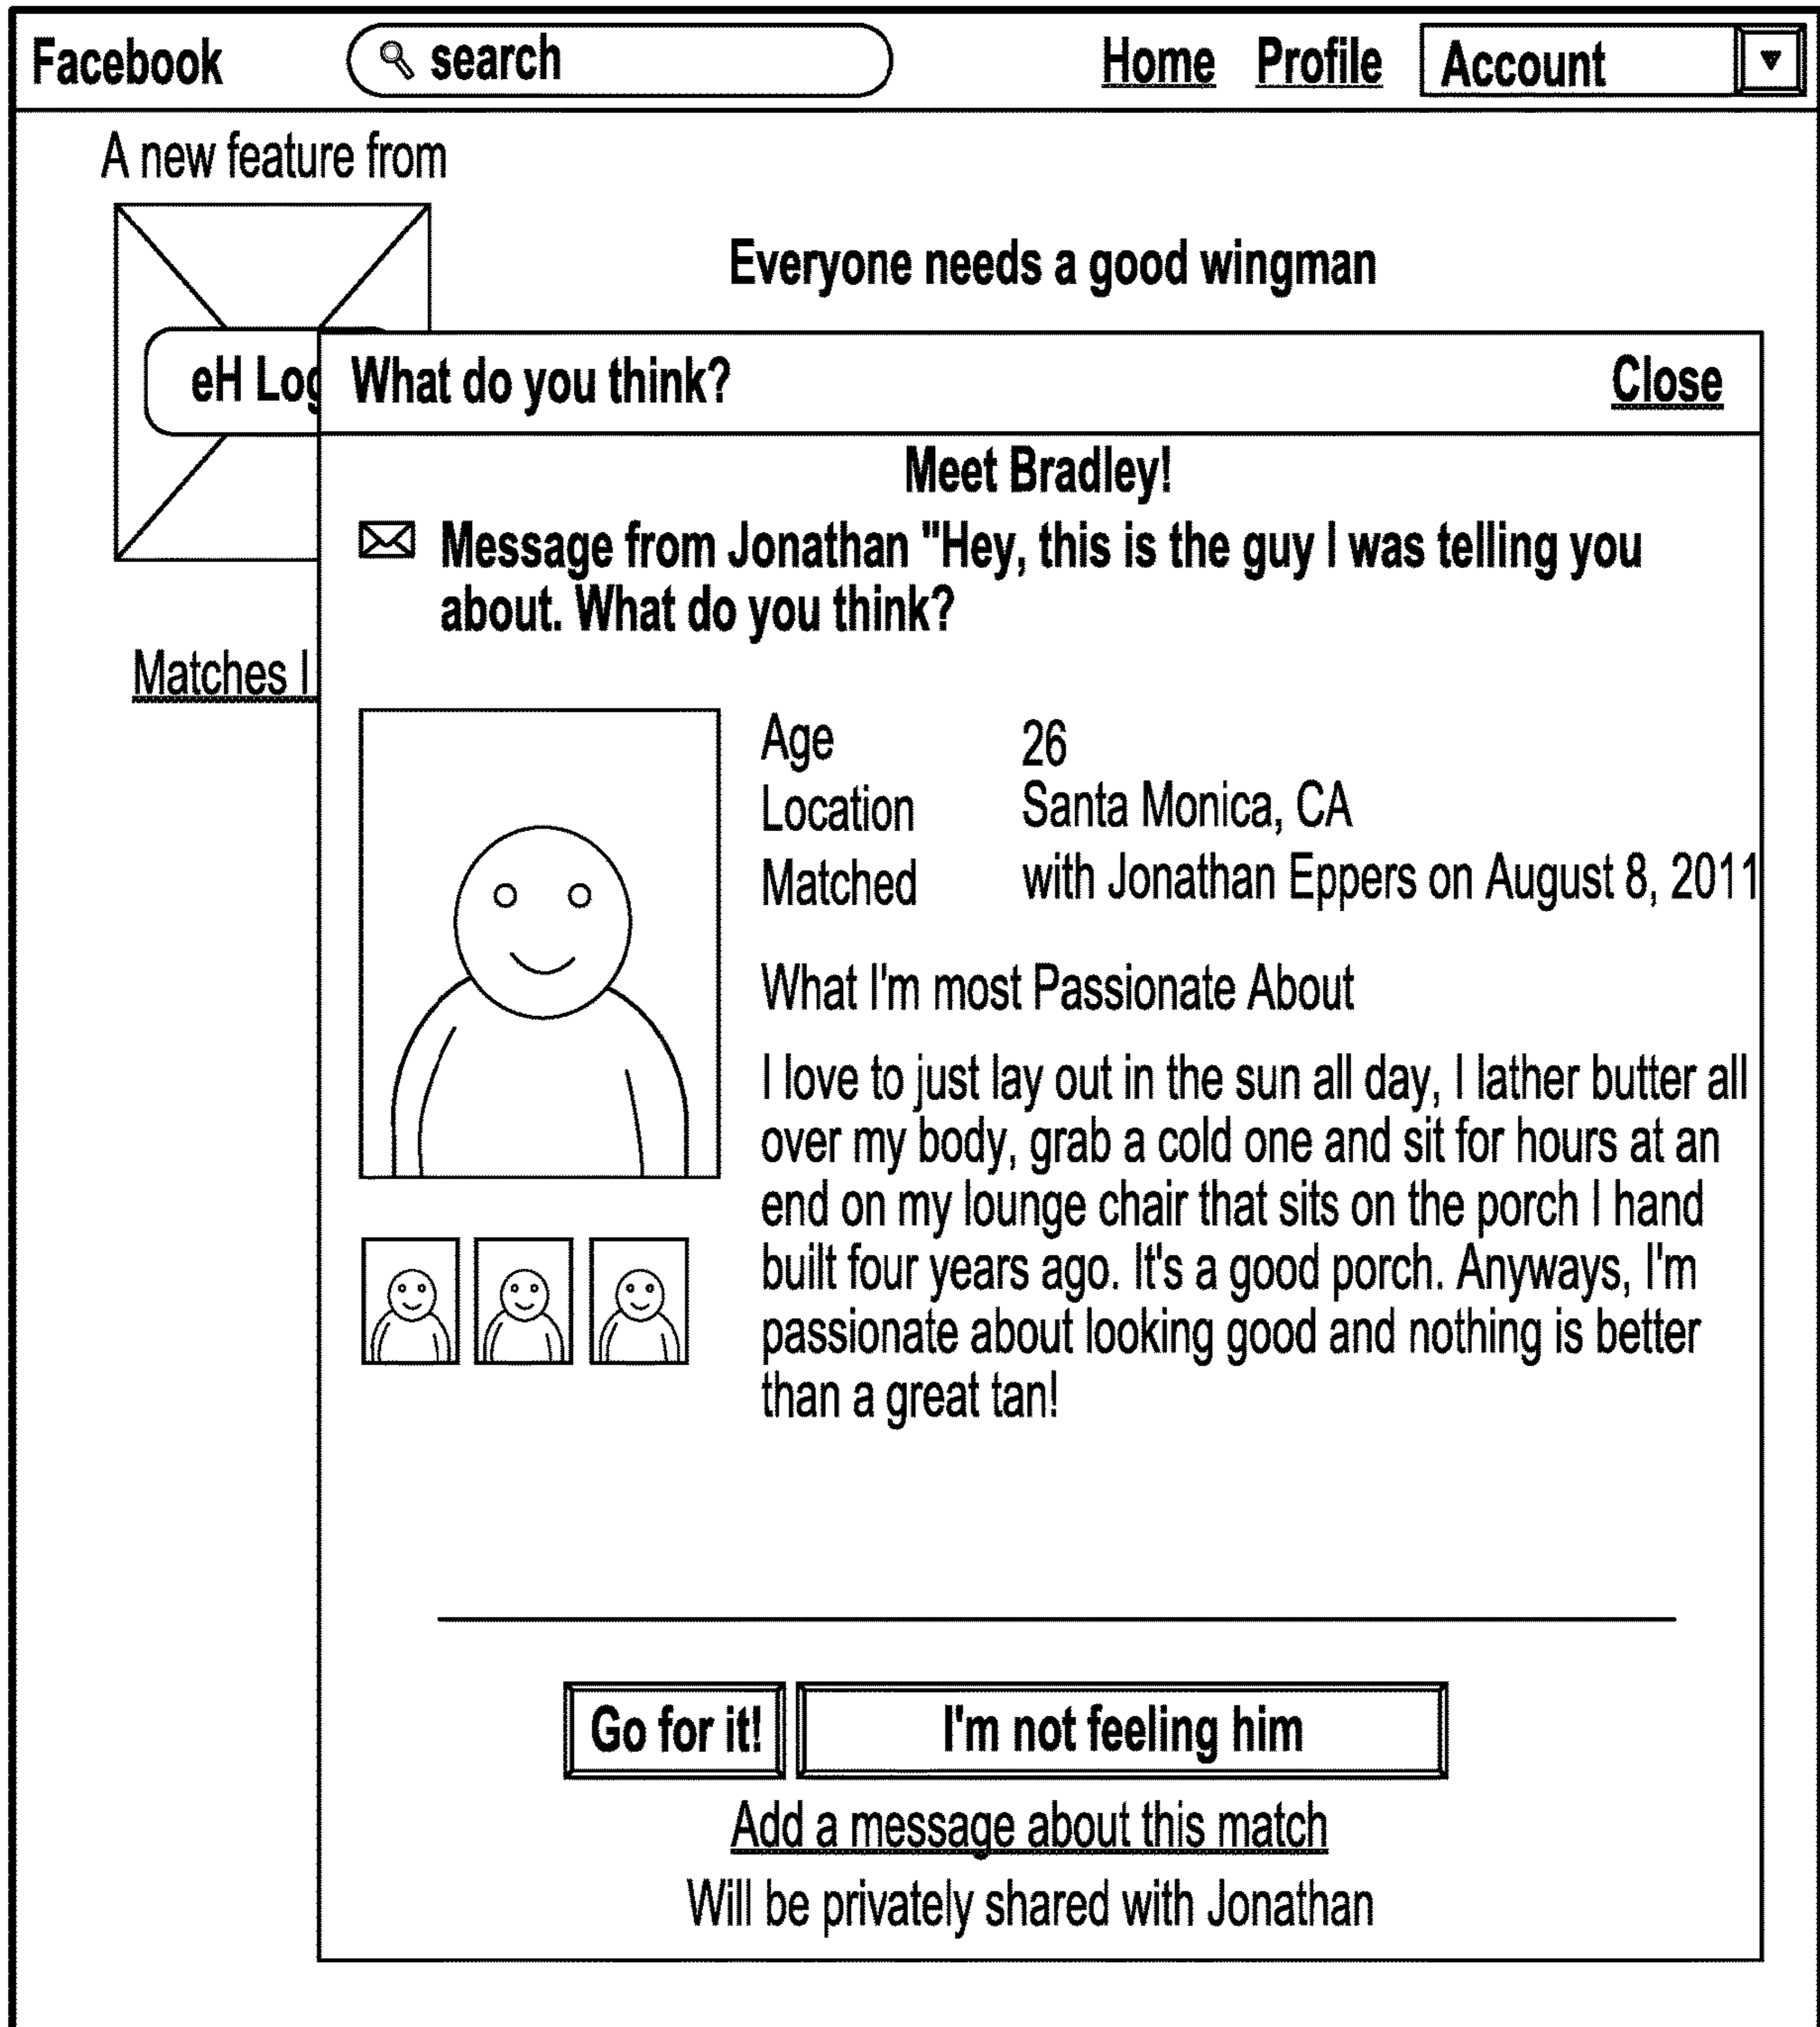 Facebook
search
Home Profile Account
A new feature from
Everyone needs a good wingman
eH Log
What do you think? Close
Meet Bradley!
Message from Jonathan "Hey, this is the guy I was telling you
about. What do you think?
Matches I
Age 26
Location Santa Monica, CA
Matched with Jonathan Eppers on August 8, 2011
What I'm most Passionate About
I love to just lay out in the sun all day, I lather butter all
over my body, grab a cold one and sit for hours at an
end on my lounge chair that sits on the porch I hand
built four years ago. It's a good porch. Anyways, I'm
passionate about looking good and nothing is better
than a great tan!
Go for it! I'm not feeling him
Add a message about this match
Will be privately shared with Jonathan